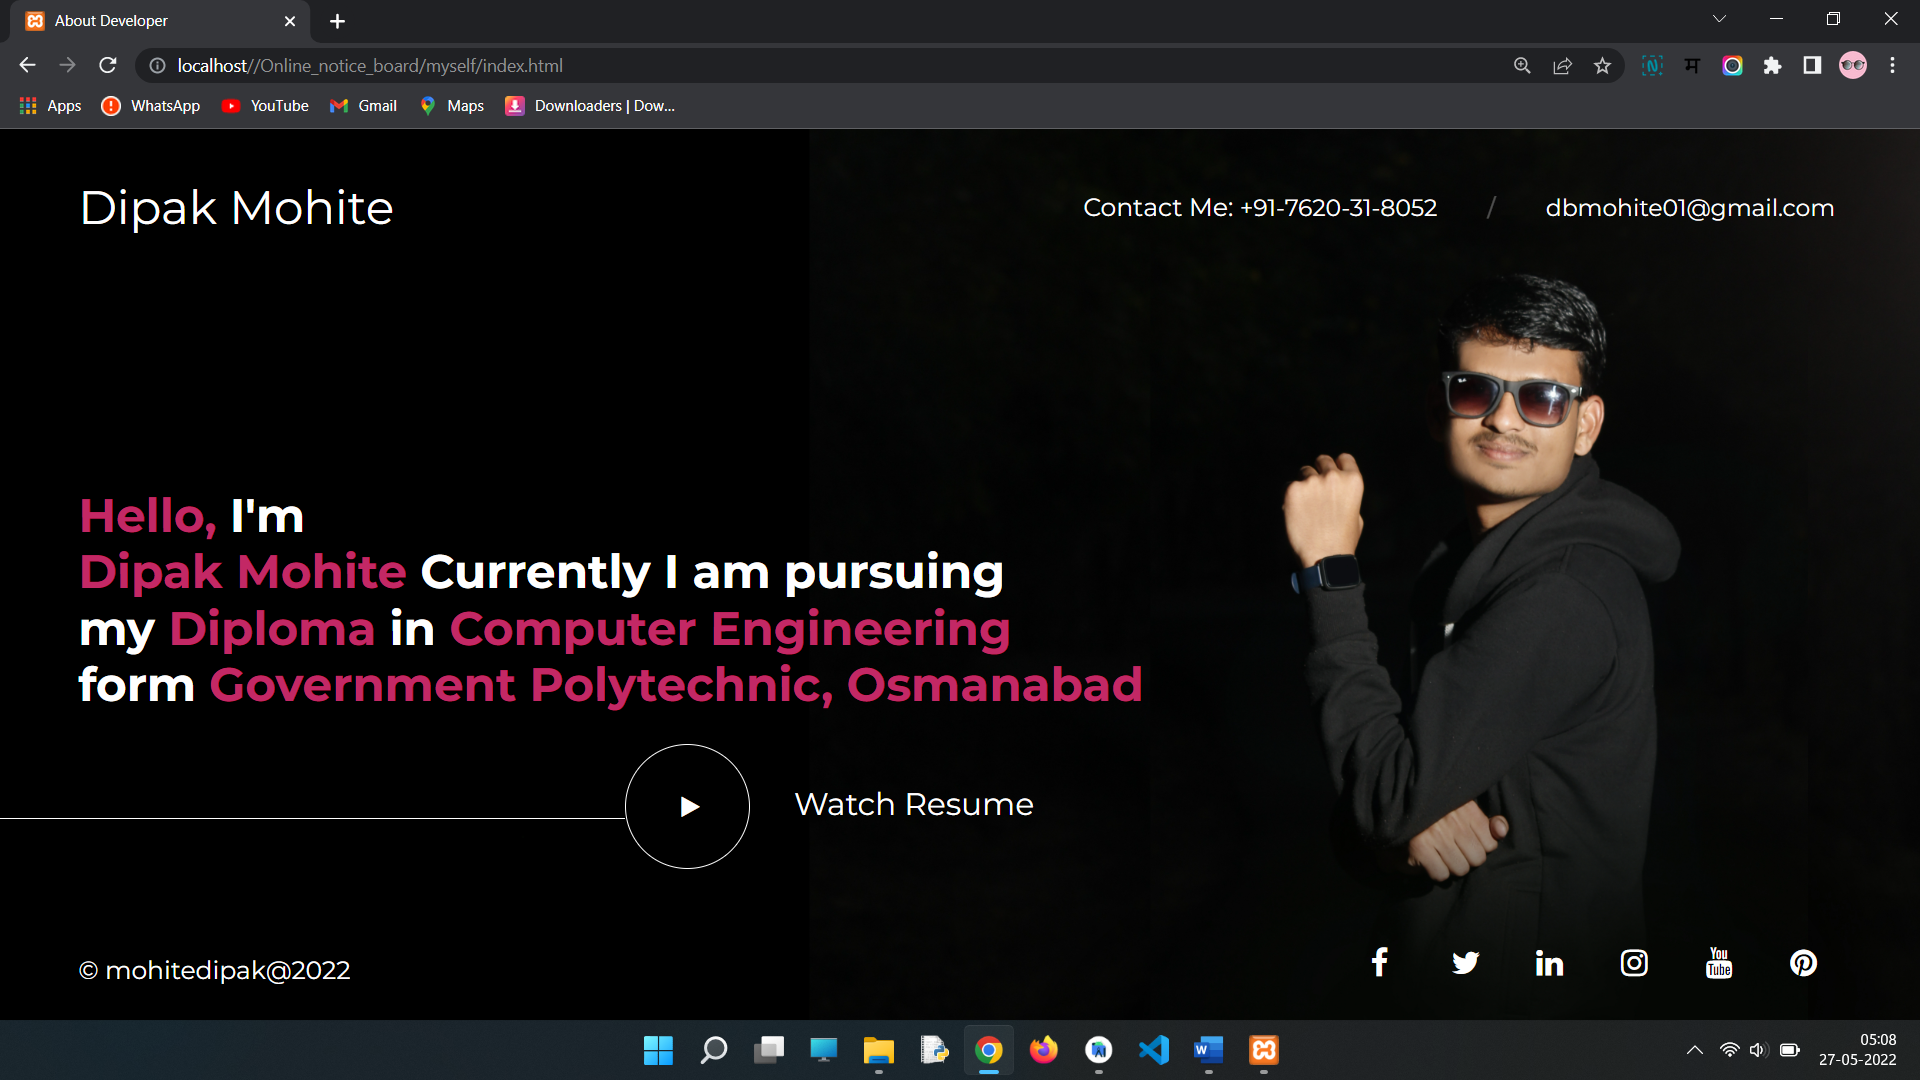 About Developer
localhost//Online_notice_board/myself/index.html
Apps WhatsApp YouTube Gmail Maps Downloaders | Dow...
Dipak Mohite
Contact Me: +91-7620-31-8052 / dbmohite01@gmail.com
Hello, I'm
Dipak Mohite Currently I am pursuing
my Diploma in Computer Engineering
form Government Polytechnic, Osmanabad
Watch Resume
© mohitedipak@2022
You
Tube
05:08
27-05-2022